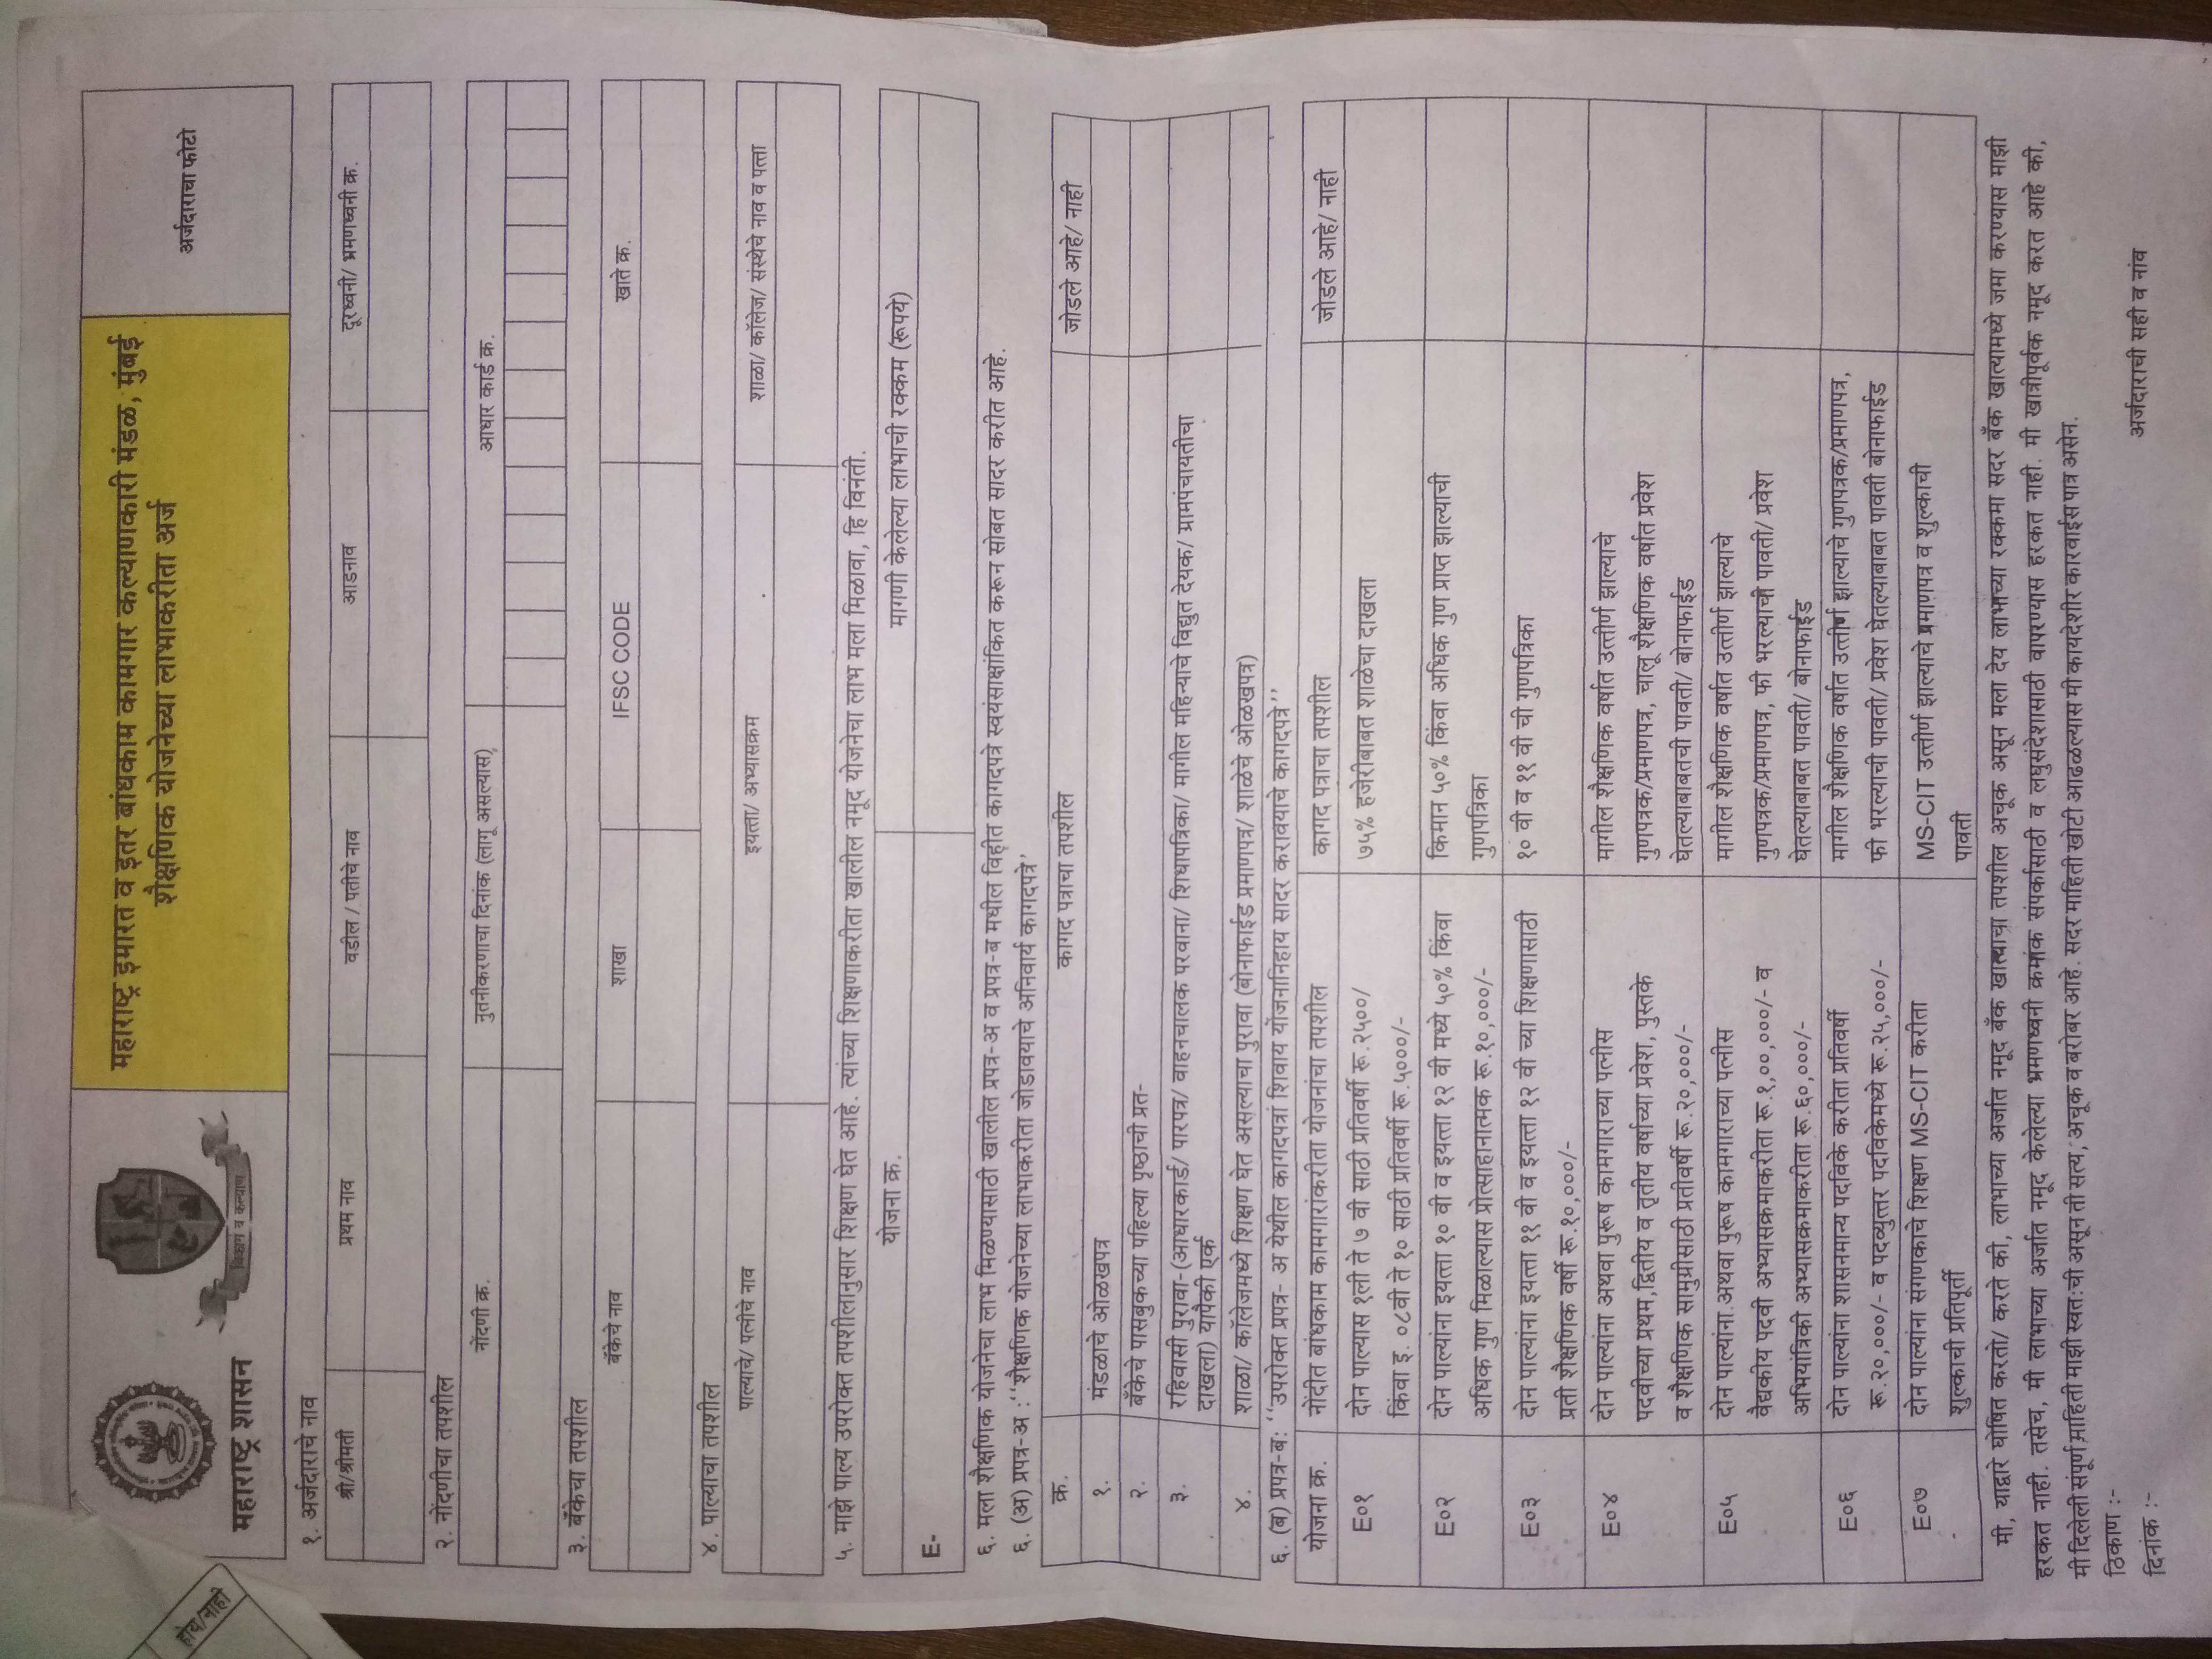 महाराष्ट्र शासन
विकास व कल्याण
महाराष्ट्र इमारत व इतर बांधकाम कामगार कल्याणकारी मंडळ, मुंबई
शैक्षणिक योजनेच्या लाभाकरीता अर्ज
अर्जदाराचा फोटो
१. अर्जदाराचे नाव
श्री/श्रीमती प्रथम नाव वडील / पतीचे नाव आडनाव दूरध्वनी/ भ्रमणध्वनी क्र.
२. नोंदणीचा तपशील
नोंदणी क्र. नुतनीकरणाचा दिनांक (लागू असल्यास) आधार कार्ड क्र.
३. बँकेचा तपशील
बँकेचे नाव शाखा IFSC CODE खाते क्र.
४. पाल्याचा तपशील
पाल्याचे/ पत्नीचे नाव इयत्ता/ अभ्यासक्रम शाळा/ कॉलेज/ संस्थेचे नाव व पत्ता
५. माझे पाल्य उपरोक्त तपशीलानुसार शिक्षण घेत आहे. त्यांच्या शिक्षणाकरीता खालील नमूद योजनेचा लाभ मला मिळावा, हि विनंती.
योजना क्र. मागणी केलेल्या लाभाची रक्कम (रूपये)
E-
६. मला शैक्षणिक योजनेचा लाभ मिळण्यासाठी खालील प्रपत्र-अ व प्रपत्र-ब मधील विहीत कागदपत्रे स्वयंसाक्षांकित करून सोबत सादर करीत आहे.
६. (अ) प्रपत्र-अ :''शैक्षणिक योजनेच्या लाभाकरीता जोडावयाचे अनिवार्य कागदपत्रे'
क्र. कागद पत्राचा तपशील जोडले आहे/ नाही
१. मंडळाचे ओळखपत्र
२. बँकेचे पासबुकच्या पहिल्या पृष्ठाची प्रत-
३. रहिवासी पुरावा-(आधारकार्ड/ पारपत्र/ वाहनचालक परवाना/ शिधापत्रिका/ मागील महिन्याचे विद्युत देयक/ ग्रामपंचायतीचा
दाखला) यापैकी एक
४. शाळा/ कॉलेजमध्ये शिक्षण घेत असल्याचा पुरावा (बोनाफाईड प्रमाणपत्र/ शाळेचे ओळखपत्र)
६. (ब) प्रपत्र-ब: ''उपरोक्त प्रपत्र- अ येथील कागदपत्रां शिवाय योजनानिहाय सादर करावयाचे कागदपत्रे''
योजना क्र. नोंदीत बांधकाम कामगारांकरीता योजनांचा तपशील कागद पत्राचा तपशील जोडले आहे/ नाही
E०१ दोन पाल्यास १ली ते ७ वी साठी प्रतिवर्षी रू.२५००/ ७५% हजेरीबाबत शाळेचा दाखला
किंवा इ. ०८वी ते १० साठी प्रतिवर्षी रू.५०००/-
E०२ दोन पाल्यांना इयत्ता १० वी व इयत्ता १२ वी मध्ये ५०% किंवा किमान ५०% किंवा अधिक गुण प्राप्त झाल्याची
अधिक गुण मिळाल्यास प्रोत्साहानात्मक रू.१०,०००/- गुणपत्रिका
E०३ दोन पाल्यांना इयत्ता ११ वी व इयत्ता १२ वी च्या शिक्षणासाठी १० वी व ११ वी ची गुणपत्रिका
प्रती शैक्षणिक वर्षी रू.१०,०००/-
E०४ दोन पाल्यांना अथवा पुरूष कामगाराच्या पत्नीस मागील शैक्षणिक वर्षात उत्तीर्ण झाल्याचे
पदवीच्या प्रथम,द्वितीय व तृतीय वर्षाच्या प्रवेश, पुस्तके गुणपत्रक/प्रमाणपत्र, चालू शैक्षणिक वर्षात प्रवेश
व शैक्षणिक सामुग्रीसाठी प्रतीवर्षी रू.२०,०००/- घेतल्याबाबतची पावती/ बोनाफाईड
E०५ दोन पाल्यांना अथवा पुरूष कामगाराच्या पत्नीस मागील शैक्षणिक वर्षात उत्तीर्ण झाल्याचे
वैद्यकीय पदवी अभ्यासक्रमाकरीता रू.१,००,०००/- व गुणपत्रक/प्रमाणपत्र, फी भरल्याची पावती/ प्रवेश
अभियांत्रिकी अभ्यासक्रमाकरीता रू.६०,०००/- घेतल्याबाबत पावती/ बोनाफाईड
E०६ दोन पाल्यांना शासनमान्य पदविके करीता प्रतिवर्षी मागील शैक्षणिक वर्षात उत्तीर्ण झाल्याचे गुणपत्रक/प्रमाणपत्र,
रू.२०,०००/- व पदव्युत्तर पदविकेमध्ये रू.२५,०००/- फी भरल्याची पावती/ प्रवेश घेतल्याबाबत पावती बोनाफाईड
E०७ दोन पाल्यांना संगणकाचे शिक्षण MS-CIT करीता MS-CIT उत्तीर्ण झाल्याचे प्रमाणपत्र व शुल्काची
शुल्काची प्रतिपूर्ती पावती
मी, याद्वारे घोषित करतो/ करते की, लाभाच्या अर्जात नमूद बँक खात्याचा तपशील अचूक असून मला देय लाभाच्या रक्कमा सदर बँक खात्यामध्ये जमा करण्यास माझी
हरकत नाही. तसेच, मी लाभाच्या अर्जात नमूद केलेल्या भ्रमणध्वनी क्रमांक संपर्कासाठी व लघुसंदेशासाठी वापरण्यास हरकत नाही. मी खात्रीपूर्वक नमूद करत आहे की,
मी दिलेली संपूर्ण माहिती माझी स्वत:ची असून ती सत्य, अचूक व बरोबर आहे. सदर माहिती खोटी आढळल्यास मी कायदेशीर कारवाईस पात्र असेन.
ठिकाण :-
दिनांक :-
अर्जदाराची सही व नांव
होय/नाही